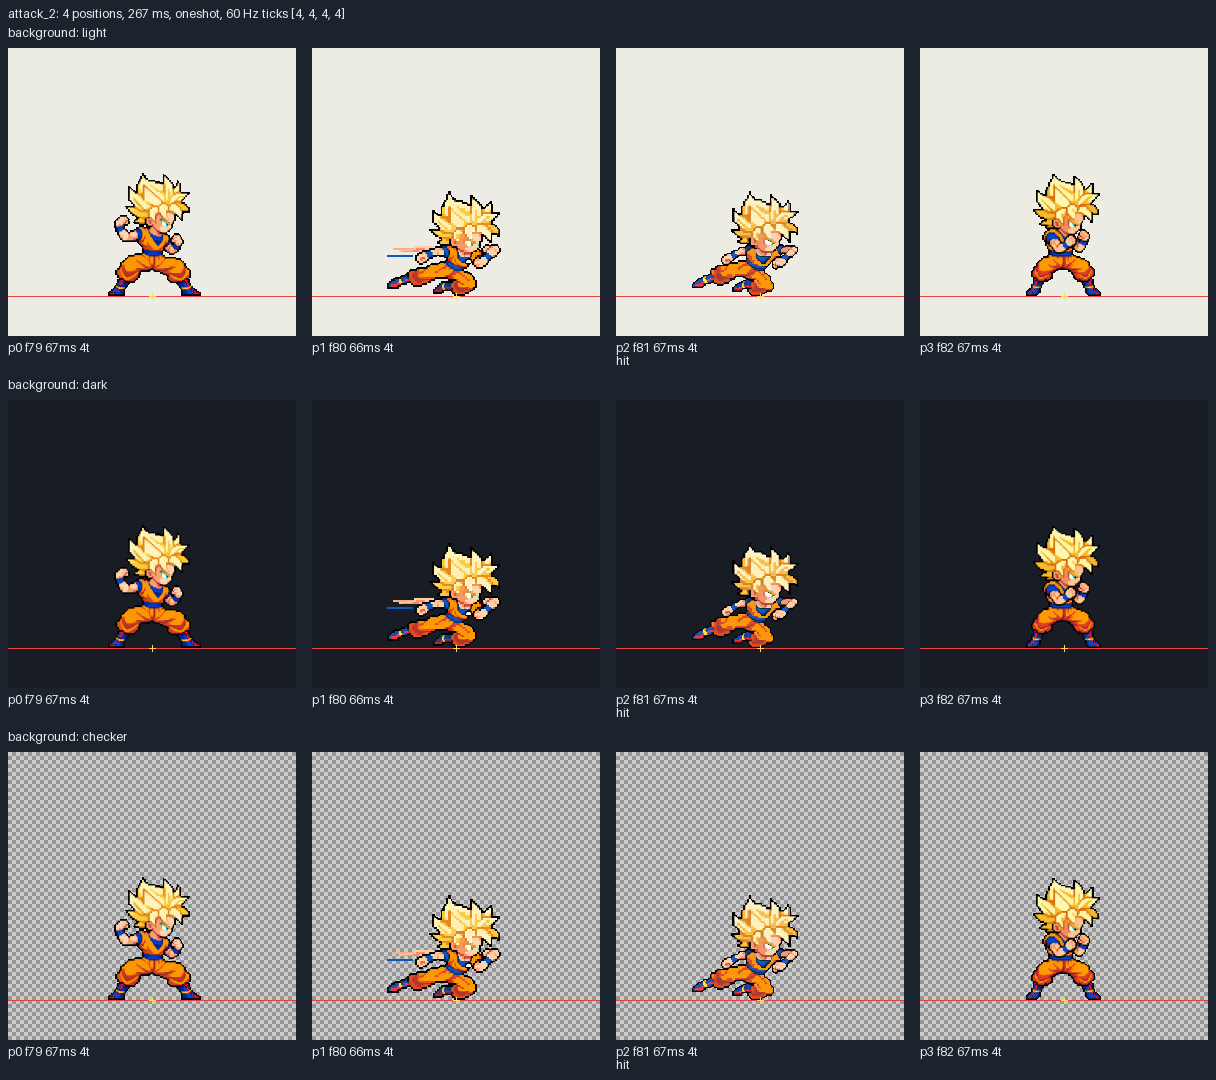 attack_2: 4 positions, 267 ms, oneshot, 60 Hz ticks [4, 4, 4, 4]
background: light
p0 f79 67ms 4t
p1 f80 66ms 4t
p2 f81 67ms 4t
hit
p3 f82 67ms 4t
background: dark
p0 f79 67ms 4t
p1 f80 66ms 4t
p2 f81 67ms 4t
hit
p3 f82 67ms 4t
background: checker
p0 f79 67ms 4t
p1 f80 66ms 4t
p2 f81 67ms 4t
hit
p3 f82 67ms 4t